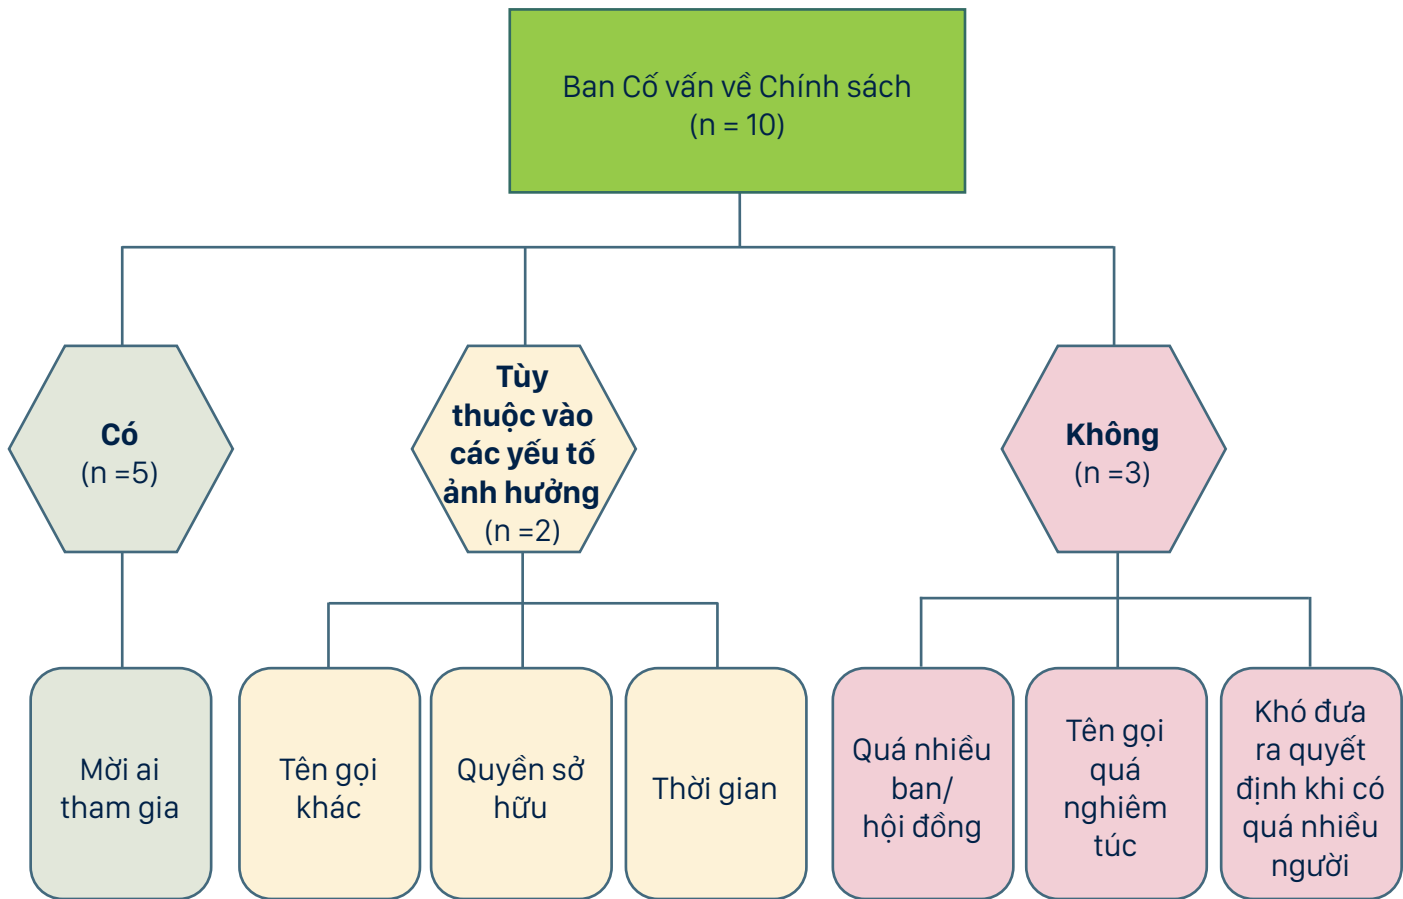 Ban Cố vấn về Chính sách
(n = 10)
Có
(n =5)
Tùy
thuộc vào
các yếu tố
ảnh hưởng
(n =2)
Không
(n =3)
Mời ai
tham gia
Tên gọi
khác
Quyền sở
hữu
Thời gian
Quá nhiều
ban/
hội đồng
Tên gọi
quá
nghiêm
túc
Khó đưa
ra quyết
định khi có
quá nhiều
người